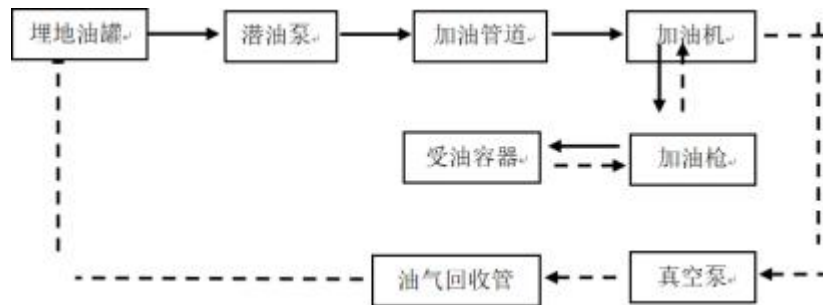 埋地油罐
潜油泵
加油管道
加油机
受油容器
加油枪
油气回收管
真空泵